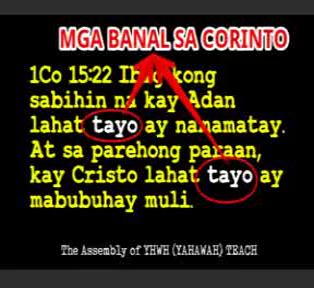 MGA BANAL SA CORINTO
1Co 15:22 Ibig kong
sabihin na kay Adan
lahat tayo ay namamatay.
At sa parehong paraan,
kay Cristo lahat tayo ay
mabubuhay muli.
The Assembly of YHWH (YAHAWAH) TEACH